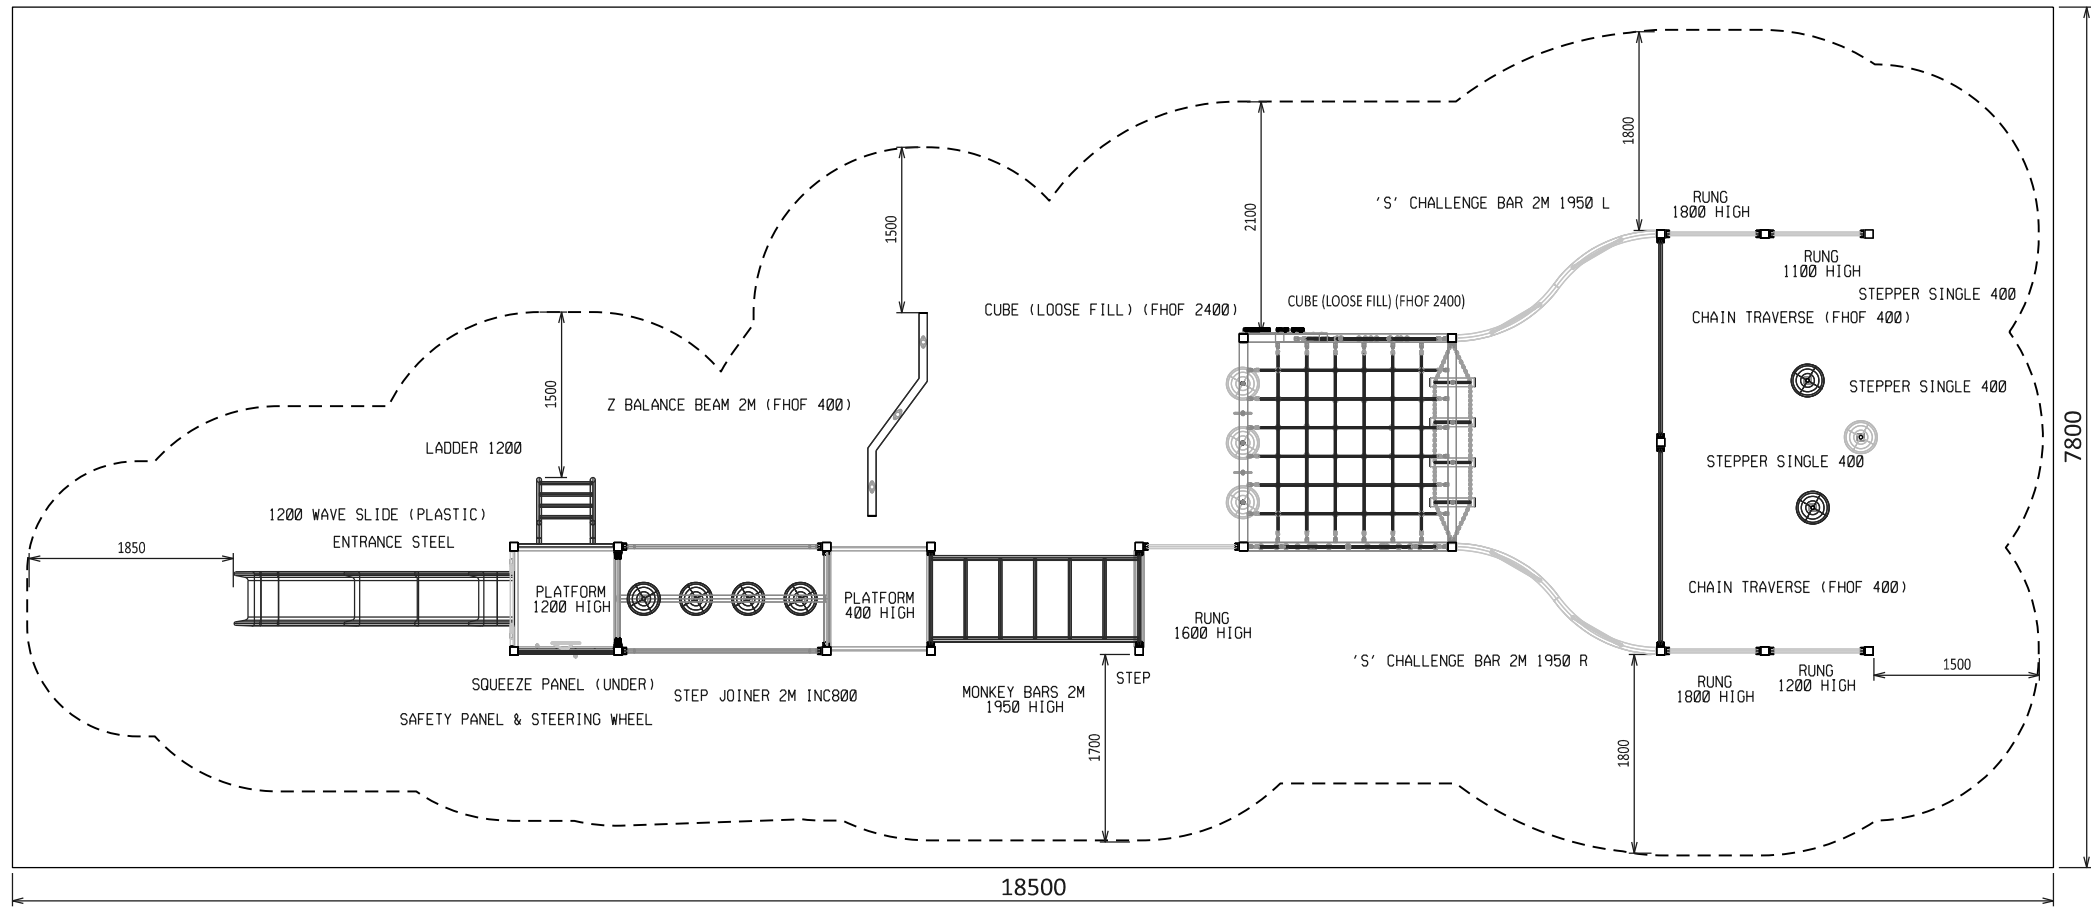 1800
'S' CHALLENGE BAR 2M 1950 L
RUNG
1800 HIGH
1500
2100
RUNG
1100 HIGH
STEPPER SINGLE 400
CUBE (LOOSE FILL) (FHOF 2400)
CUBE (LOOSE FILL) (FHOF 2400)
CHAIN TRAVERSE (FHOF 400)
1500
Z BALANCE BEAM 2M (FHOF 400)
STEPPER SINGLE 400
7800
LADDER 1200
STEPPER SINGLE 400
1200 WAVE SLIDE (PLASTIC)
ENTRANCE STEEL
1850
PLATFORM
1200 HIGH
PLATFORM
400 HIGH
CHAIN TRAVERSE (FHOF 400)
RUNG
1600 HIGH
'S' CHALLENGE BAR 2M 1950 R
1500
STEP
SQUEEZE PANEL (UNDER)
STEP JOINER 2M INC800
MONKEY BARS 2M
1950 HIGH
RUNG
1800 HIGH
RUNG
1200 HIGH
SAFETY PANEL & STEERING WHEEL
1700
1800
18500